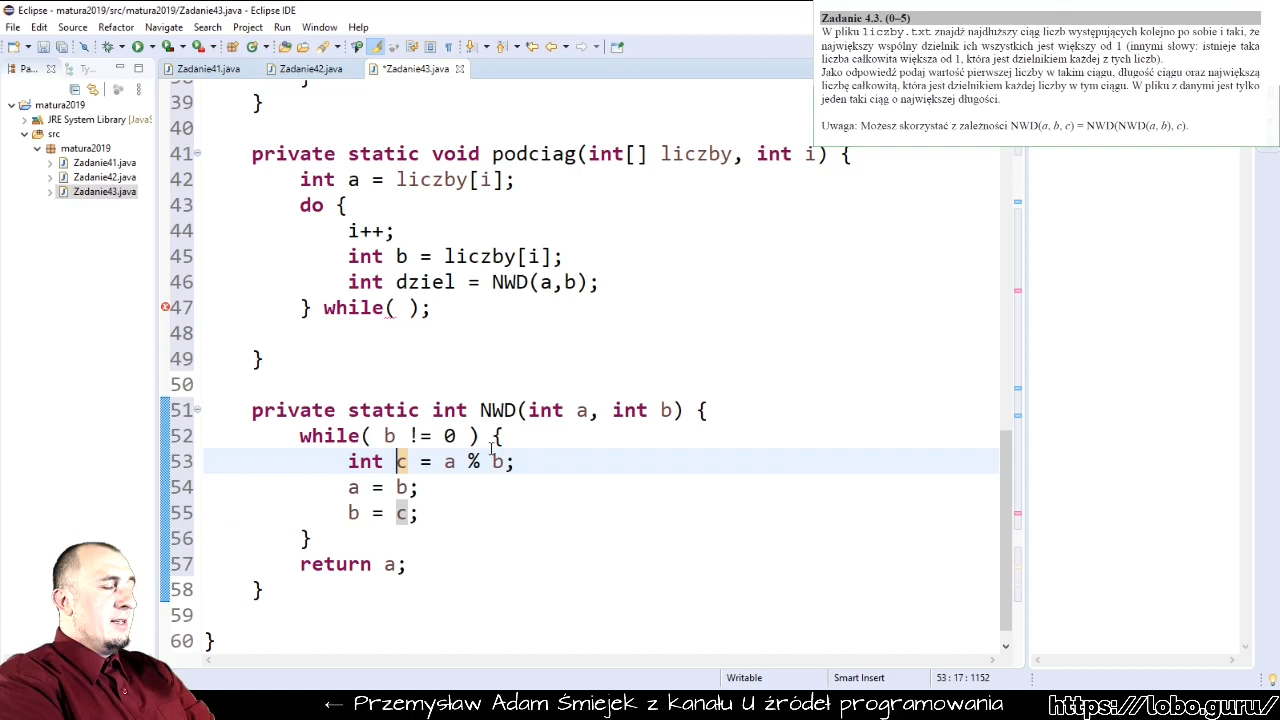 Eclipse - matura2019/src/matura2019/Zadanie43.java - Eclipse IDE
File Edit Source Refactor Navigate Search Project Run Window Help
Pa... Ty...
Zadanie41.java Zadanie42.java *Zadanie43.java
matura2019
JRE System Library [JavaS
src
matura2019
Zadanie41.java
Zadanie42.java
Zadanie43.java
39 }
40
41 private static void podciag(int[] liczby, int i) {
42 int a = liczby[i];
43 do {
44 i++;
45 int b = liczby[i];
46 int dziel = NWD(a,b);
47 } while( );
48
49 }
50
51 private static int NWD(int a, int b) {
52 while( b != 0 ) {
53 int c = a % b;
54 a = b;
55 b = c;
56 }
57 return a;
58 }
59
60 }
Zadanie 4.3. (0–5)
W pliku liczby.txt znajdź najdłuższy ciąg liczb występujących kolejno po sobie i taki, że
największy wspólny dzielnik ich wszystkich jest większy od 1 (innymi słowy: istnieje taka
liczba całkowita większa od 1, która jest dzielnikiem każdej z tych liczb).
Jako odpowiedź podaj wartość pierwszej liczby w takim ciągu, długość ciągu oraz największą
liczbę całkowitą, która jest dzielnikiem każdej liczby w tym ciągu. W pliku z danymi jest tylko
jeden taki ciąg o największej długości.
Uwaga: Możesz skorzystać z zależności NWD(a, b, c) = NWD(NWD(a, b), c).
Writable Smart Insert 53 : 17 : 1152
← Przemysław Adam Śmiejek z kanału U źródeł programowania
https://lobo.guru/